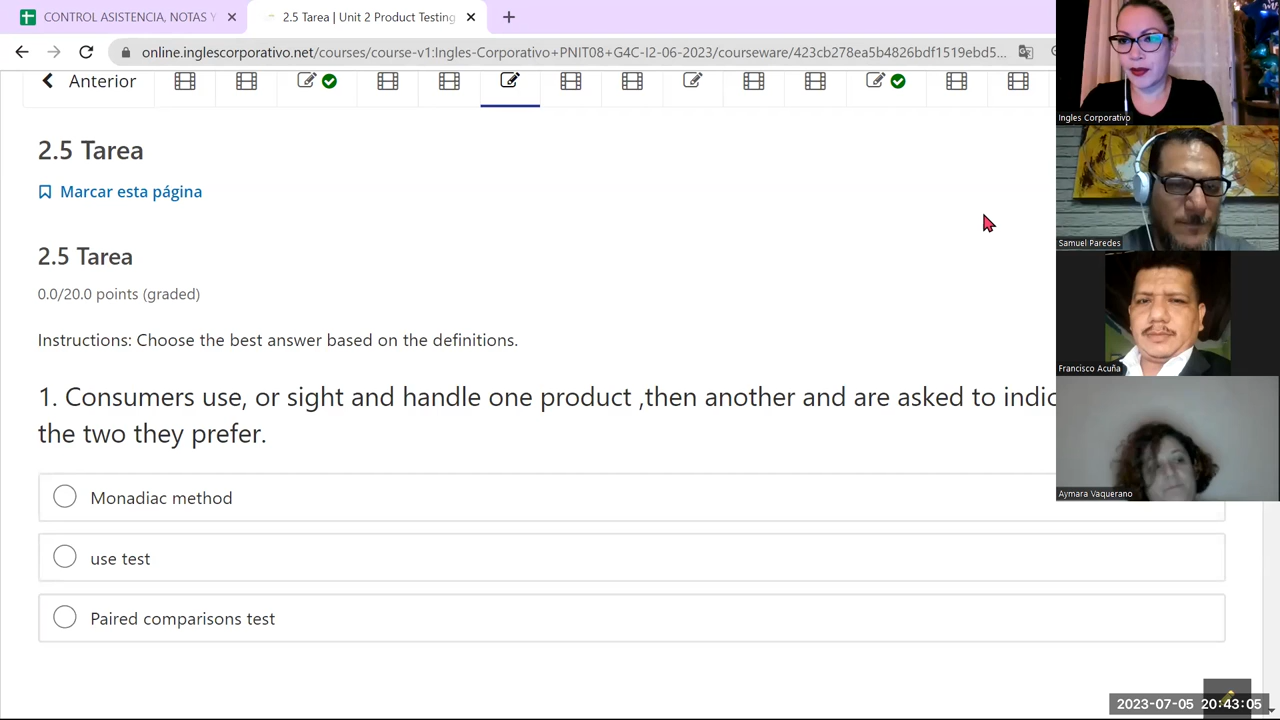 CONTROL ASISTENCIA, NOTAS Y
2.5 Tarea | Unit 2 Product Testing
online.inglescorporativo.net/courses/course-v1:Ingles-Corporativo+PNIT08+G4C-I2-06-2023/courseware/423cb278ea5b4826bdf1519ebd5...
Anterior
2.5 Tarea
Marcar esta página
2.5 Tarea
0.0/20.0 points (graded)
Instructions: Choose the best answer based on the definitions.
1. Consumers use, or sight and handle one product ,then another and are asked to indic
the two they prefer.
Monadiac method
use test
Paired comparisons test
Ingles Corporativo
Samuel Paredes
Francisco Acuña
Aymara Vaquerano
2023-07-05 20:43:05